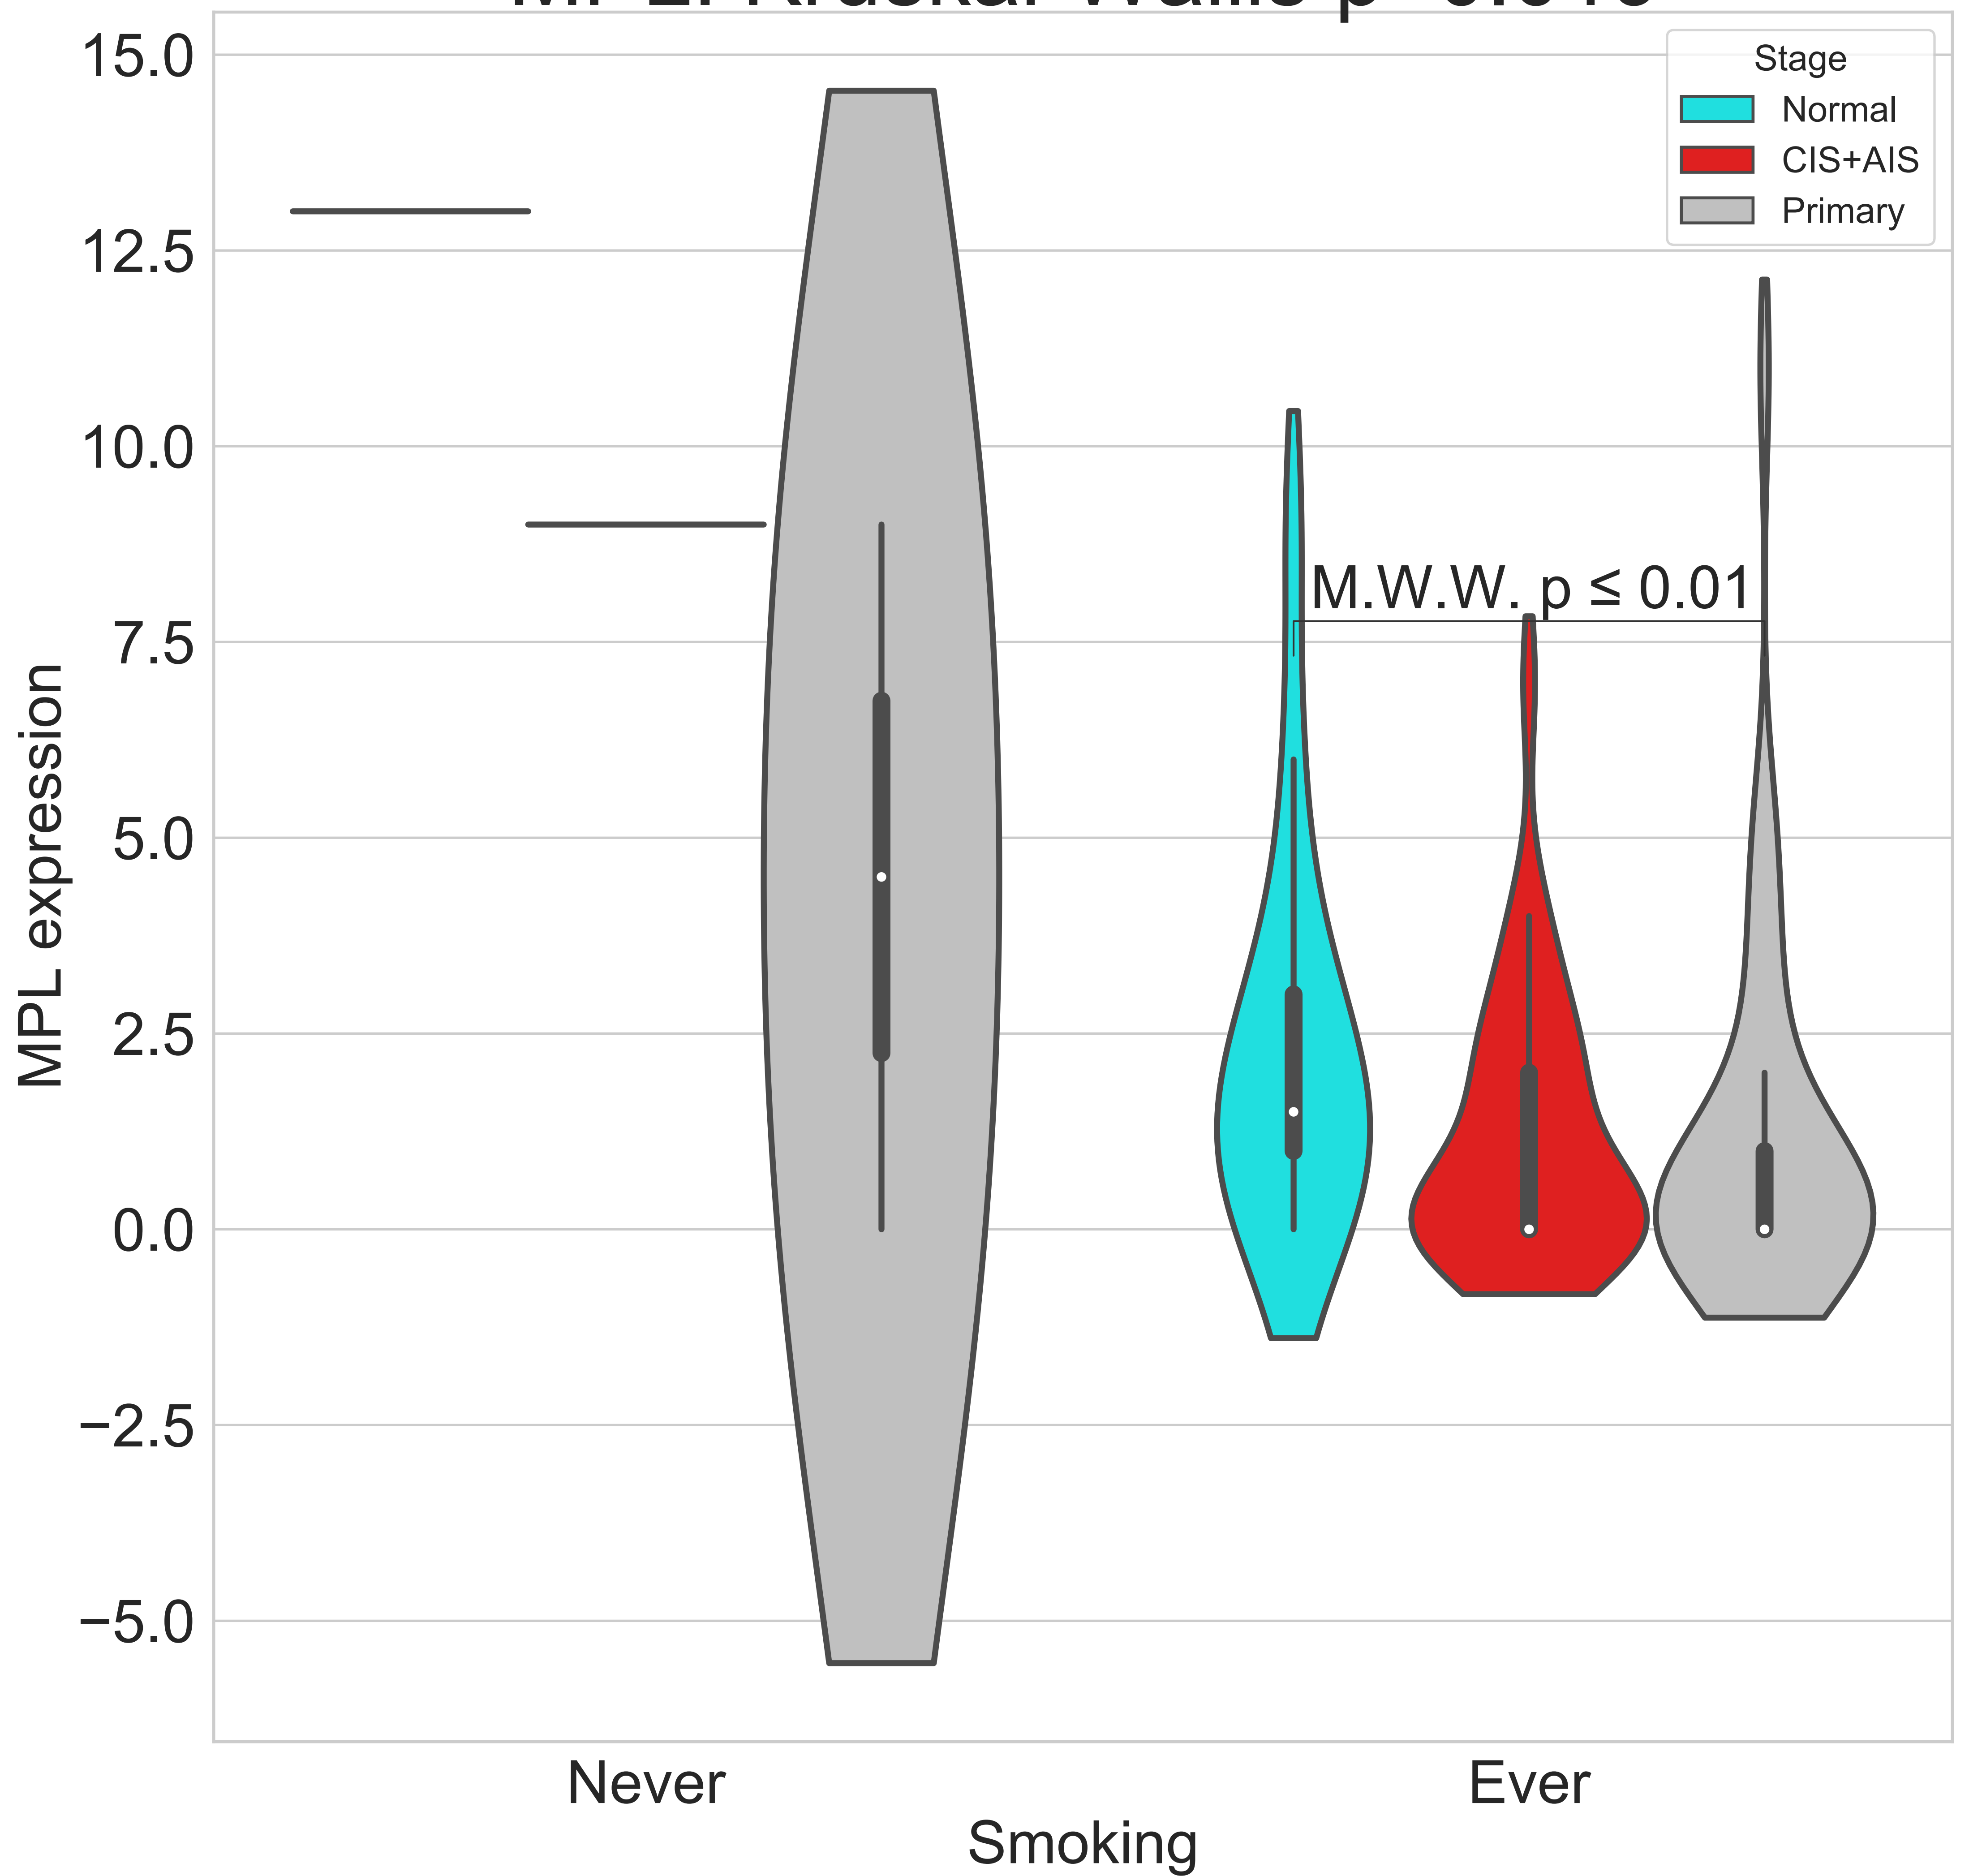 15.0
12.5
10.0
7.5
5.0
2.5
0.0
−2.5
−5.0
MPL expression
Stage
Normal
CIS+AIS
Primary
M.W.W. p ≤ 0.01
Never
Ever
Smoking